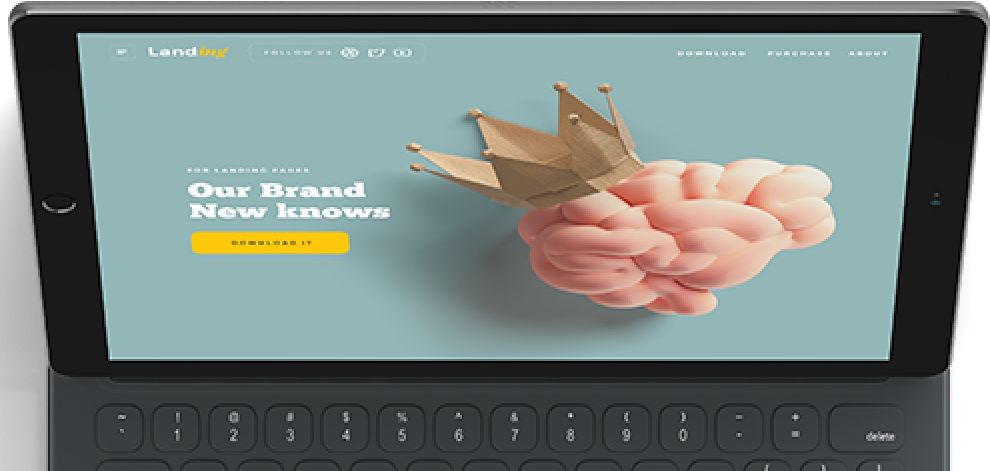 Landing
FOLLOW US
DOWNLOAD PURCHASE ABOUT
FOR LANDING PAGES
Our Brand
New knows
DOWNLOAD IT
~ ! @ # $ % ^ & * ( ) _ +
` 1 2 3 4 5 6 7 8 9 0 - = delete
{ } |